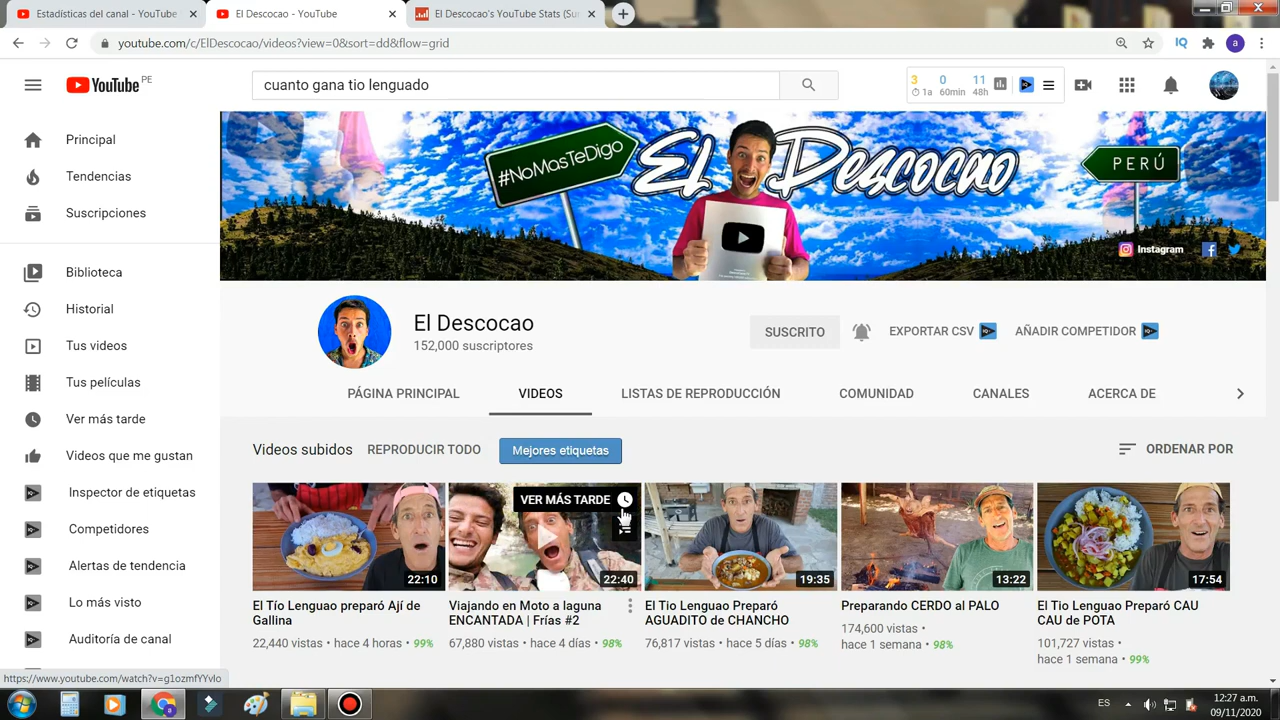 Estadísticas del canal - YouTube
El Descocao - YouTube
El Descocao's YouTube Stats (Sum
youtube.com/c/ElDescocao/videos?view=0&sort=dd&flow=grid
IQ
a
YouTube PE
cuanto gana tio lenguado
3 0 11
1a 60min 48h
Principal
Tendencias
Suscripciones
Biblioteca
Historial
Tus videos
Tus películas
Ver más tarde
Videos que me gustan
Inspector de etiquetas
Competidores
Alertas de tendencia
Lo más visto
Auditoría de canal
#NoMasTeDigo
El Descocao
PERÚ
Instagram
El Descocao
152,000 suscriptores
SUSCRITO
EXPORTAR CSV
AÑADIR COMPETIDOR
PÁGINA PRINCIPAL
VIDEOS
LISTAS DE REPRODUCCIÓN
COMUNIDAD
CANALES
ACERCA DE
Videos subidos
REPRODUCIR TODO
Mejores etiquetas
ORDENAR POR
22:10
El Tío Lenguao preparó Ají de
Gallina
22,440 vistas • hace 4 horas • 99%
VER MÁS TARDE
22:40
Viajando en Moto a laguna
ENCANTADA | Frías #2
67,880 vistas • hace 4 días • 98%
19:35
El Tio Lenguao Preparó
AGUADITO de CHANCHO
76,817 vistas • hace 5 días • 98%
13:22
Preparando CERDO al PALO
174,600 vistas •
hace 1 semana • 98%
17:54
El Tio Lenguao Preparó CAU
CAU de POTA
101,727 vistas •
hace 1 semana • 99%
https://www.youtube.com/watch?v=g1ozmfYYvIo
ES
12:27 a.m.
09/11/2020